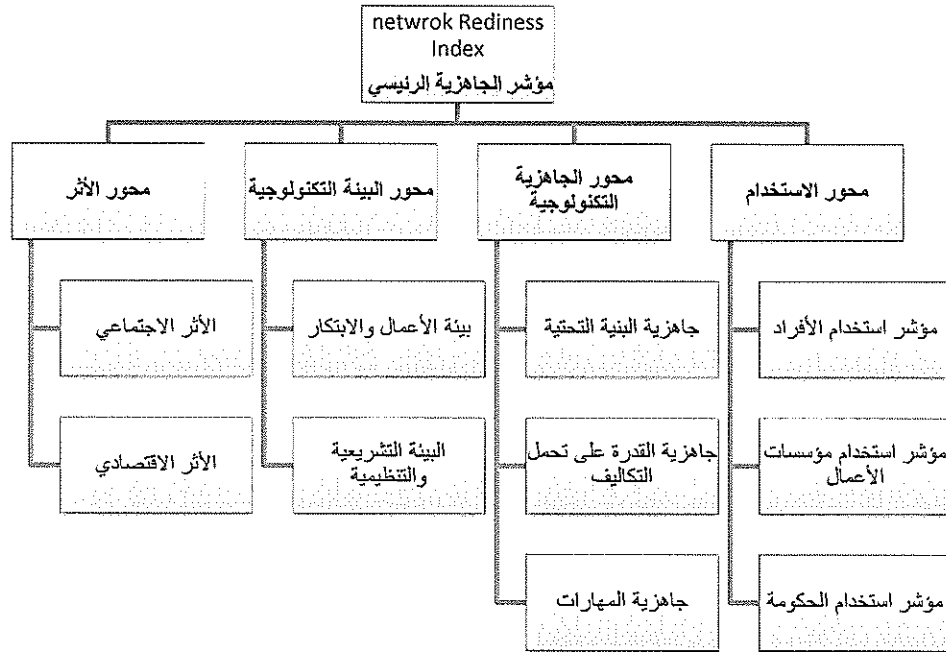 netwrok Rediness
Index
مؤشر الجاهزية الرئيسي
محور الاستخدام
محور الجاهزية
التكنولوجية
محور البيئة التكنولوجية
محور الأثر
مؤشر استخدام الأفراد
جاهزية البنية التحتية
بيئة الأعمال والابتكار
الأثر الاجتماعي
مؤشر استخدام مؤسسات
الأعمال
جاهزية القدرة على تحمل
التكاليف
البيئة التشريعية
والتنظيمية
الأثر الاقتصادي
مؤشر استخدام الحكومة
جاهزية المهارات